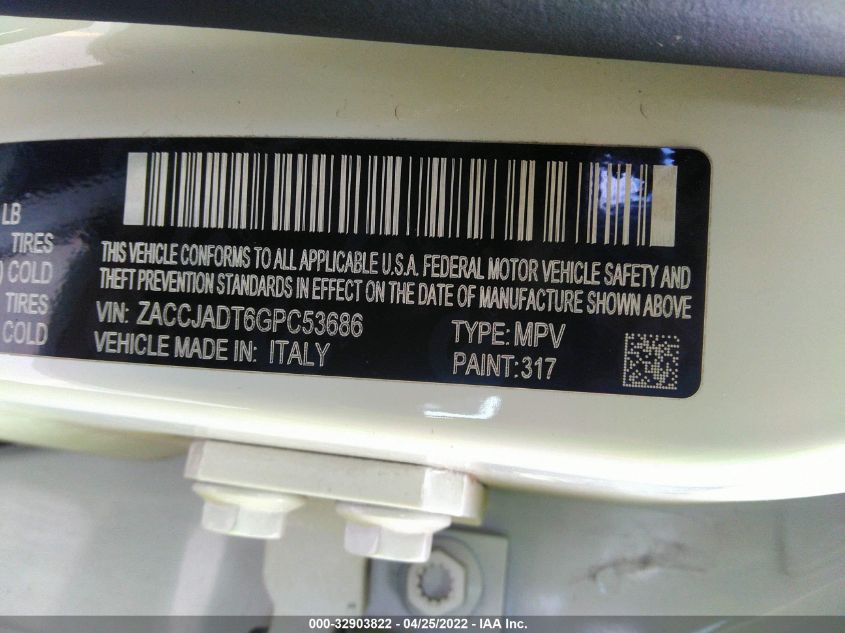 LB
TIRES
) COLD
TIRES
COLD
THIS VEHICLE CONFORMS TO ALL APPLICABLE U.S.A. FEDERAL MOTOR VEHICLE SAFETY AND
THEFT PREVENTION STANDARDS IN EFFECT ON THE DATE OF MANUFACTURE SHOWN ABOVE
VIN: ZACCJADT6GPC53686
TYPE: MPV
VEHICLE MADE IN: ITALY
PAINT: 317
000-32903822 - 04/25/2022 - IAA Inc.